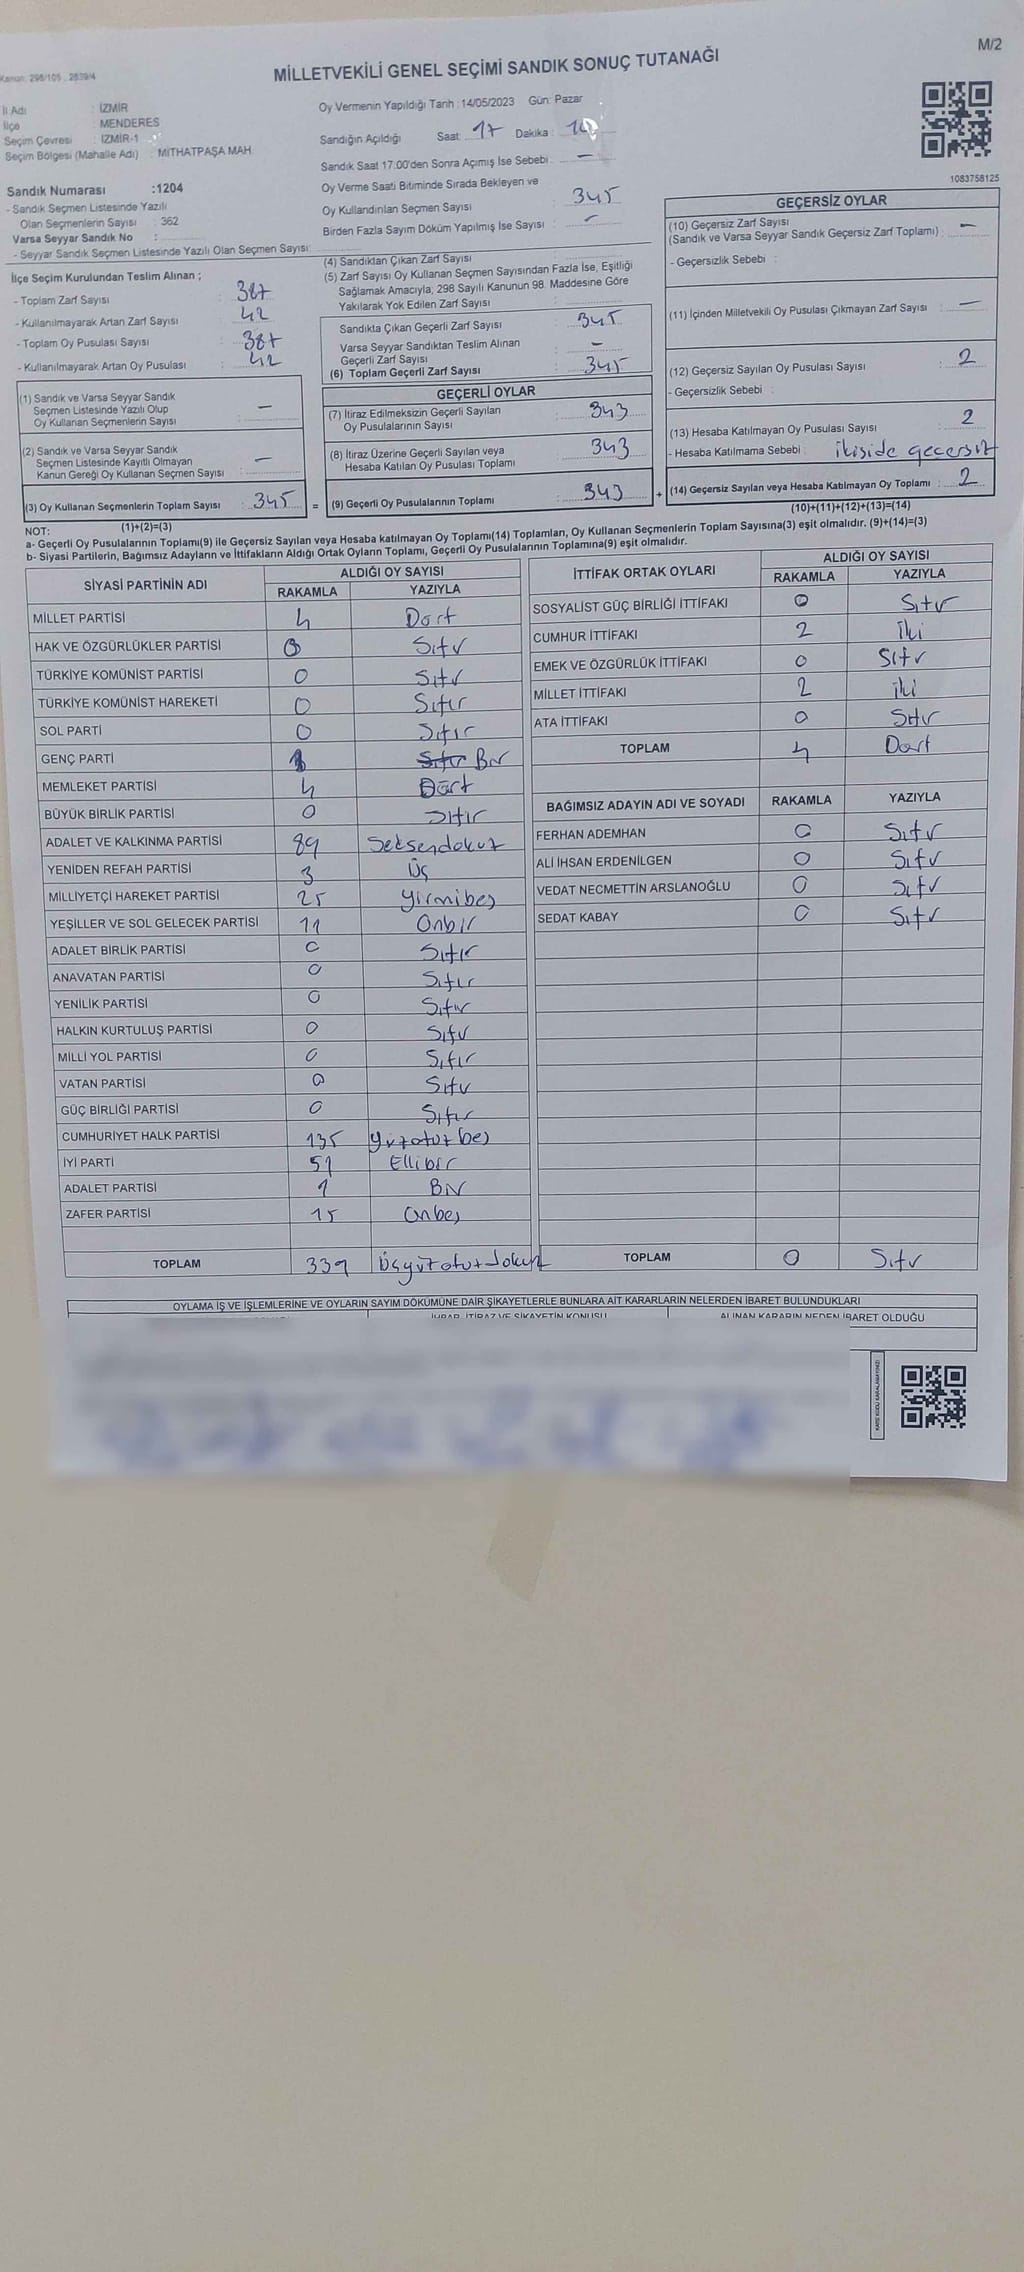 M/2
Kanun: 298/105 , 2839/4
MİLLETVEKİLİ GENEL SEÇİMİ SANDIK SONUÇ TUTANAĞI
İl Adı : İZMİR
İlçe : MENDERES
Seçim Çevresi : İZMİR-1
Seçim Bölgesi (Mahalle Adı) : MİTHATPAŞA MAH.
Sandık Numarası :1204
- Sandık Seçmen Listesinde Yazılı
Olan Seçmenlerin Sayısı : 362
Varsa Seyyar Sandık No :
- Seyyar Sandık Seçmen Listesinde Yazılı Olan Seçmen Sayısı:
Oy Vermenin Yapıldığı Tarih :14/05/2023 Gün: Pazar
Sandığın Açıldığı Saat: 17 Dakika :
Sandık Saat 17:00'den Sonra Açımış İse Sebebi : –
Oy Verme Saati Bitiminde Sırada Bekleyen ve
Oy Kullandırılan Seçmen Sayısı : 345
Birden Fazla Sayım Döküm Yapılmış İse Sayısı : –
1083758125
İlçe Seçim Kurulundan Teslim Alınan ;
- Toplam Zarf Sayısı : 387
- Kullanılmayarak Artan Zarf Sayısı : 42
- Toplam Oy Pusulası Sayısı : 387
- Kullanılmayarak Artan Oy Pusulası : 42
(1) Sandık ve Varsa Seyyar Sandık
Seçmen Listesinde Yazılı Olup
Oy Kullanan Seçmenlerin Sayısı : –
(2) Sandık ve Varsa Seyyar Sandık
Seçmen Listesinde Kayıtlı Olmayan
Kanun Gereği Oy Kullanan Seçmen Sayısı : –
(3) Oy Kullanan Seçmenlerin Toplam Sayısı : 345 =
(1)+(2)=(3)
(4) Sandıktan Çıkan Zarf Sayısı :
(5) Zarf Sayısı Oy Kullanan Seçmen Sayısından Fazla İse, Eşitliği
Sağlamak Amacıyla, 298 Sayılı Kanunun 98. Maddesine Göre
Yakılarak Yok Edilen Zarf Sayısı :
Sandıkta Çıkan Geçerli Zarf Sayısı : 345
Varsa Seyyar Sandıktan Teslim Alınan
Geçerli Zarf Sayısı : –
(6) Toplam Geçerli Zarf Sayısı : 345
GEÇERLİ OYLAR
(7) İtiraz Edilmeksizin Geçerli Sayılan
Oy Pusulalarının Sayısı : 343
(8) İtiraz Üzerine Geçerli Sayılan veya
Hesaba Katılan Oy Pusulası Toplamı : 343
(9) Geçerli Oy Pusulalarının Toplamı : 343 +
GEÇERSİZ OYLAR
(10) Geçersiz Zarf Sayısı
(Sandık ve Varsa Seyyar Sandık Geçersiz Zarf Toplamı) : –
- Geçersizlik Sebebi :
(11) İçinden Milletvekili Oy Pusulası Çıkmayan Zarf Sayısı : –
(12) Geçersiz Sayılan Oy Pusulası Sayısı : 2
- Geçersizlik Sebebi :
(13) Hesaba Katılmayan Oy Pusulası Sayısı : 2
- Hesaba Katılmama Sebebi : ikiside geçersiz
(14) Geçersiz Sayılan veya Hesaba Katılmayan Oy Toplamı : 2
(10)+(11)+(12)+(13)=(14)
NOT:
a- Geçerli Oy Pusulalarının Toplamı(9) ile Geçersiz Sayılan veya Hesaba katılmayan Oy Toplamı(14) Toplamları, Oy Kullanan Seçmenlerin Toplam Sayısına(3) eşit olmalıdır. (9)+(14)=(3)
b- Siyasi Partilerin, Bağımsız Adayların ve İttifakların Aldığı Ortak Oyların Toplamı, Geçerli Oy Pusulalarının Toplamına(9) eşit olmalıdır.
SİYASİ PARTİNİN ADI ALDIĞI OY SAYISI
RAKAMLA YAZIYLA
MİLLET PARTİSİ 4 Dört
HAK VE ÖZGÜRLÜKLER PARTİSİ 0 Sıfır
TÜRKİYE KOMÜNİST PARTİSİ 0 Sıfır
TÜRKİYE KOMÜNİST HAREKETİ 0 Sıfır
SOL PARTİ 0 Sıfır
GENÇ PARTİ 1 Sıfır Bir
MEMLEKET PARTİSİ 4 Dört
BÜYÜK BİRLİK PARTİSİ 0 Sıfır
ADALET VE KALKINMA PARTİSİ 89 Seksendokuz
YENİDEN REFAH PARTİSİ 3 Üç
MİLLİYETÇİ HAREKET PARTİSİ 25 yirmibeş
YEŞİLLER VE SOL GELECEK PARTİSİ 11 Onbir
ADALET BİRLİK PARTİSİ 0 Sıfır
ANAVATAN PARTİSİ 0 Sıfır
YENİLİK PARTİSİ 0 Sıfır
HALKIN KURTULUŞ PARTİSİ 0 Sıfır
MİLLİ YOL PARTİSİ 0 Sıfır
VATAN PARTİSİ 0 Sıfır
GÜÇ BİRLİĞİ PARTİSİ 0 Sıfır
CUMHURİYET HALK PARTİSİ 135 yüzotuzbeş
İYİ PARTİ 51 Ellibir
ADALET PARTİSİ 1 Bir
ZAFER PARTİSİ 15 Onbeş
TOPLAM 339 Üçyüzotuzdokuz
İTTİFAK ORTAK OYLARI ALDIĞI OY SAYISI
RAKAMLA YAZIYLA
SOSYALİST GÜÇ BİRLİĞİ İTTİFAKI 0 Sıfır
CUMHUR İTTİFAKI 2 İki
EMEK VE ÖZGÜRLÜK İTTİFAKI 0 Sıfır
MİLLET İTTİFAKI 2 iki
ATA İTTİFAKI 0 Sıfır
TOPLAM 4 Dört
BAĞIMSIZ ADAYIN ADI VE SOYADI RAKAMLA YAZIYLA
FERHAN ADEMHAN 0 Sıfır
ALİ İHSAN ERDENİLGEN 0 Sıfır
VEDAT NECMETTİN ARSLANOĞLU 0 Sıfır
SEDAT KABAY 0 Sıfır
TOPLAM 0 Sıfır
OYLAMA İŞ VE İŞLEMLERİNE VE OYLARIN SAYIM DÖKÜMÜNE DAİR ŞİKAYETLERLE BUNLARA AİT KARARLARIN NELERDEN İBARET BULUNDUKLARI
İHBAR, İTİRAZ VE ŞİKAYETİN KONUSU ALINAN KARARIN NEDEN İBARET OLDUĞU